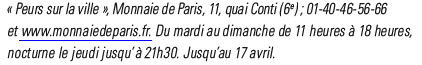 « Peurs sur la ville », Monnaie de Paris, 11, quai Conti (6ᵉ) ; 01-40-46-56-66
et www.monnaiedeparis.fr. Du mardi au dimanche de 11 heures à 18 heures,
nocturne le jeudi jusqu’à 21h30. Jusqu’au 17 avril.